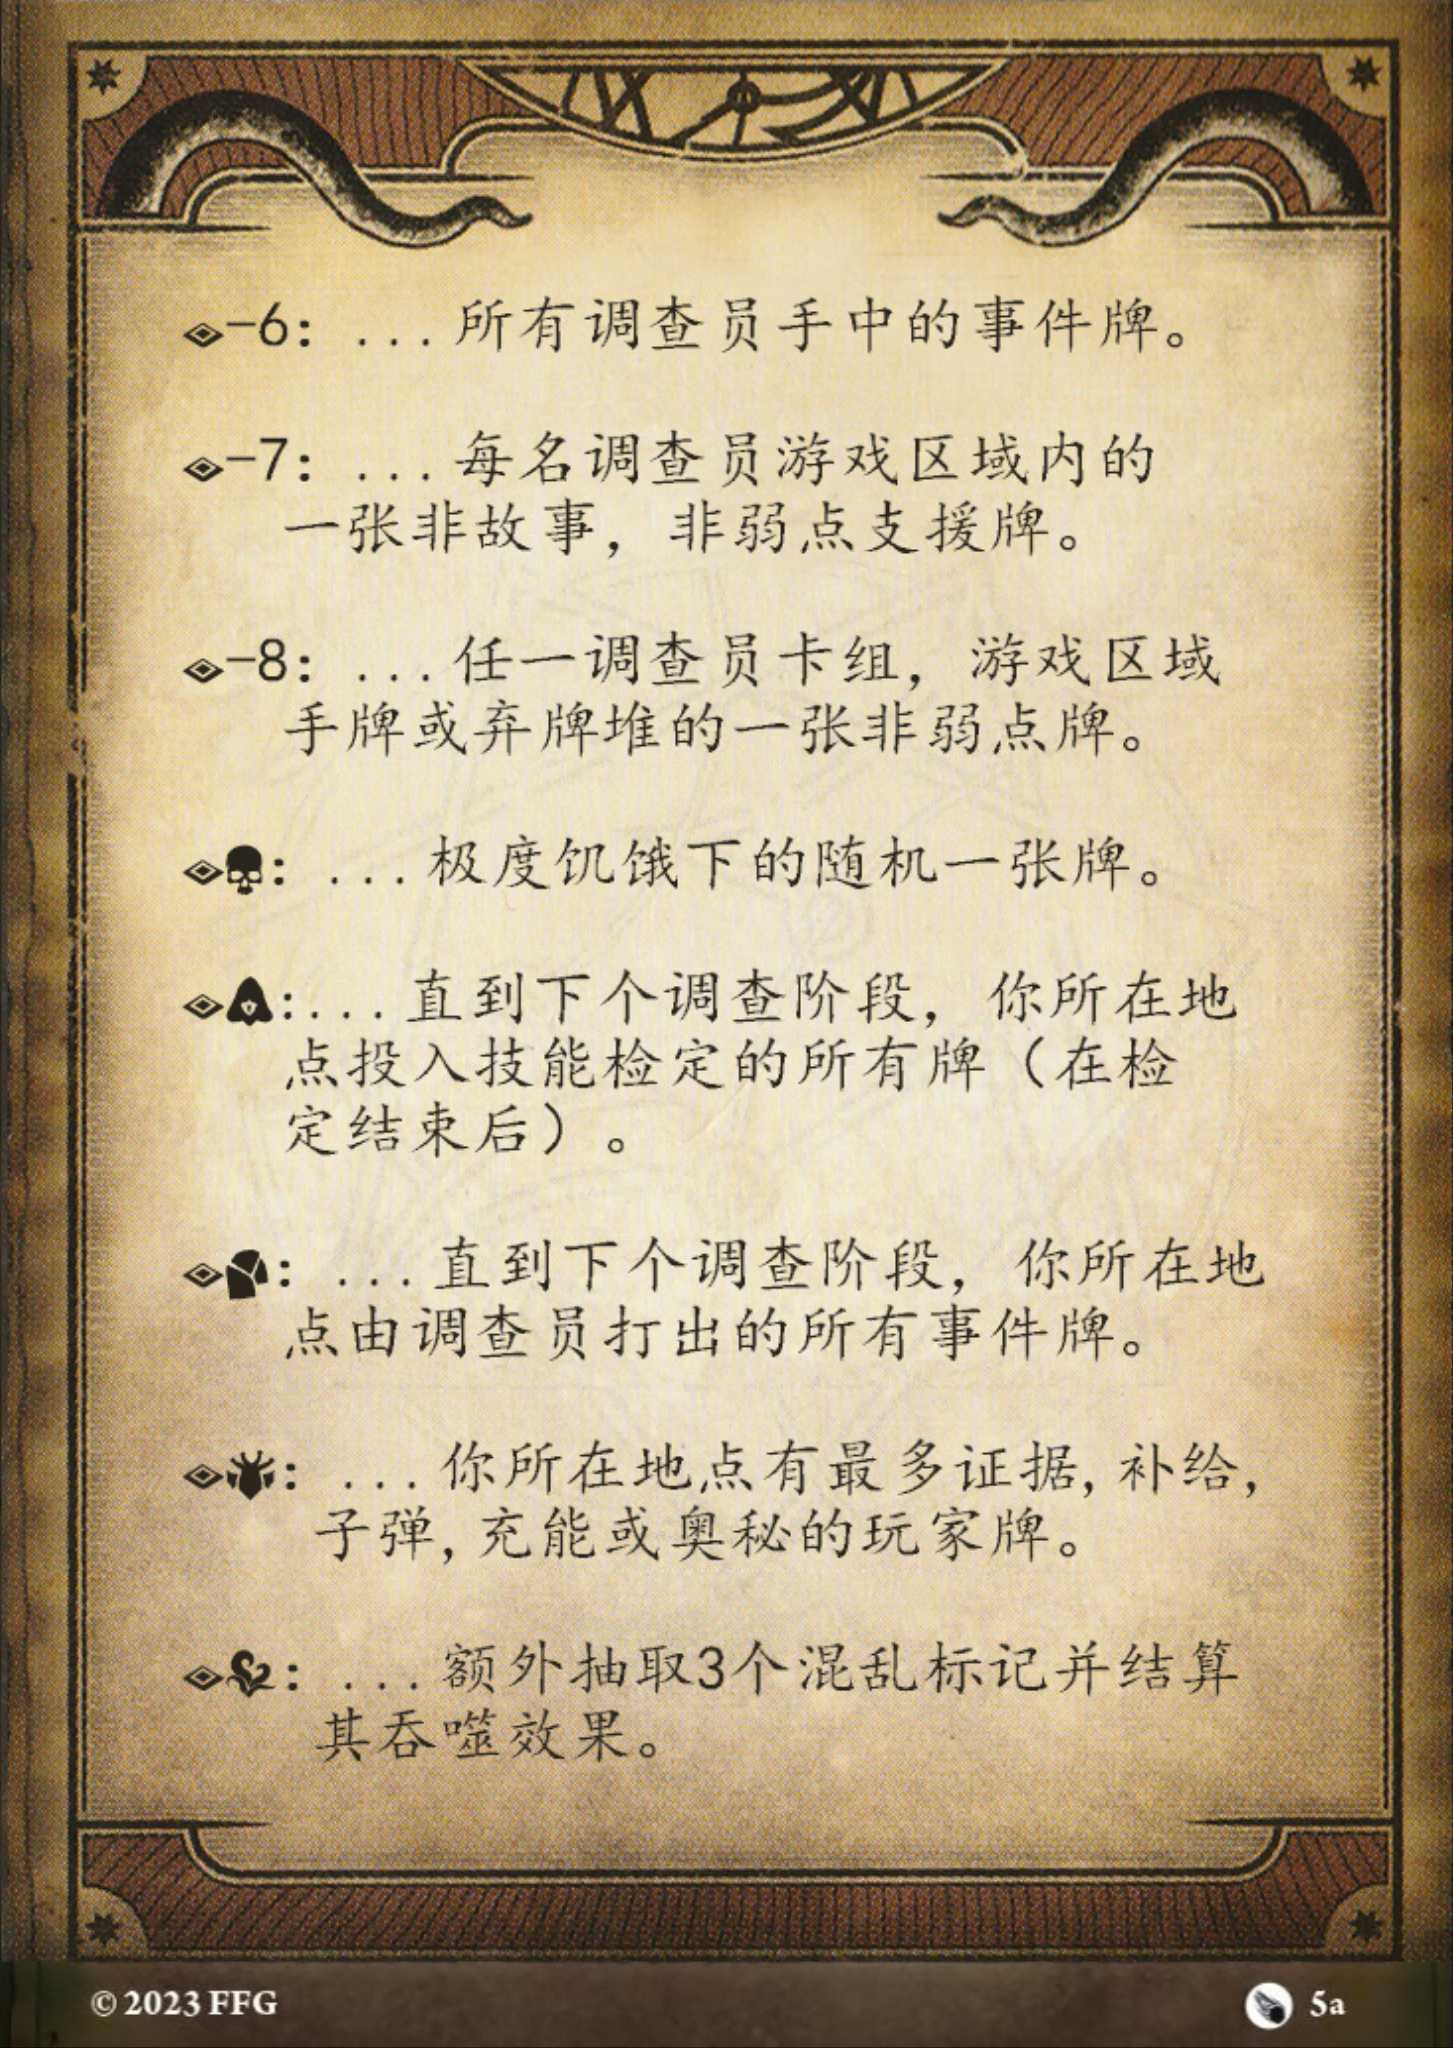 -6：...所有调查员手中的事件牌。
-7：...每名调查员游戏区域内的
一张非故事，非弱点支援牌。
-8：...任一调查员卡组，游戏区域
手牌或弃牌堆的一张非弱点牌。
：...极度饥饿下的随机一张牌。
：...直到下个调查阶段，你所在地
点投入技能检定的所有牌（在检
定结束后）。
：...直到下个调查阶段，你所在地
点由调查员打出的所有事件牌。
：...你所在地点有最多证据,补给,
子弹,充能或奥秘的玩家牌。
：...额外抽取3个混乱标记并结算
其吞噬效果。
© 2023 FFG
5a